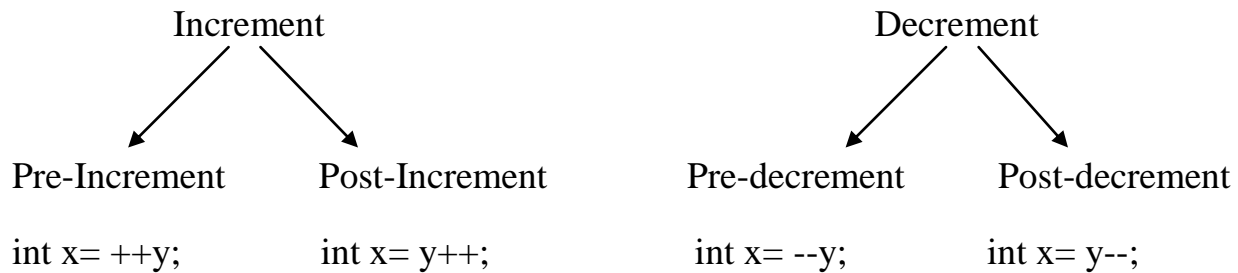 Increment Decrement
Pre-Increment Post-Increment Pre-decrement Post-decrement
int x= ++y; int x= y++; int x= --y; int x= y--;